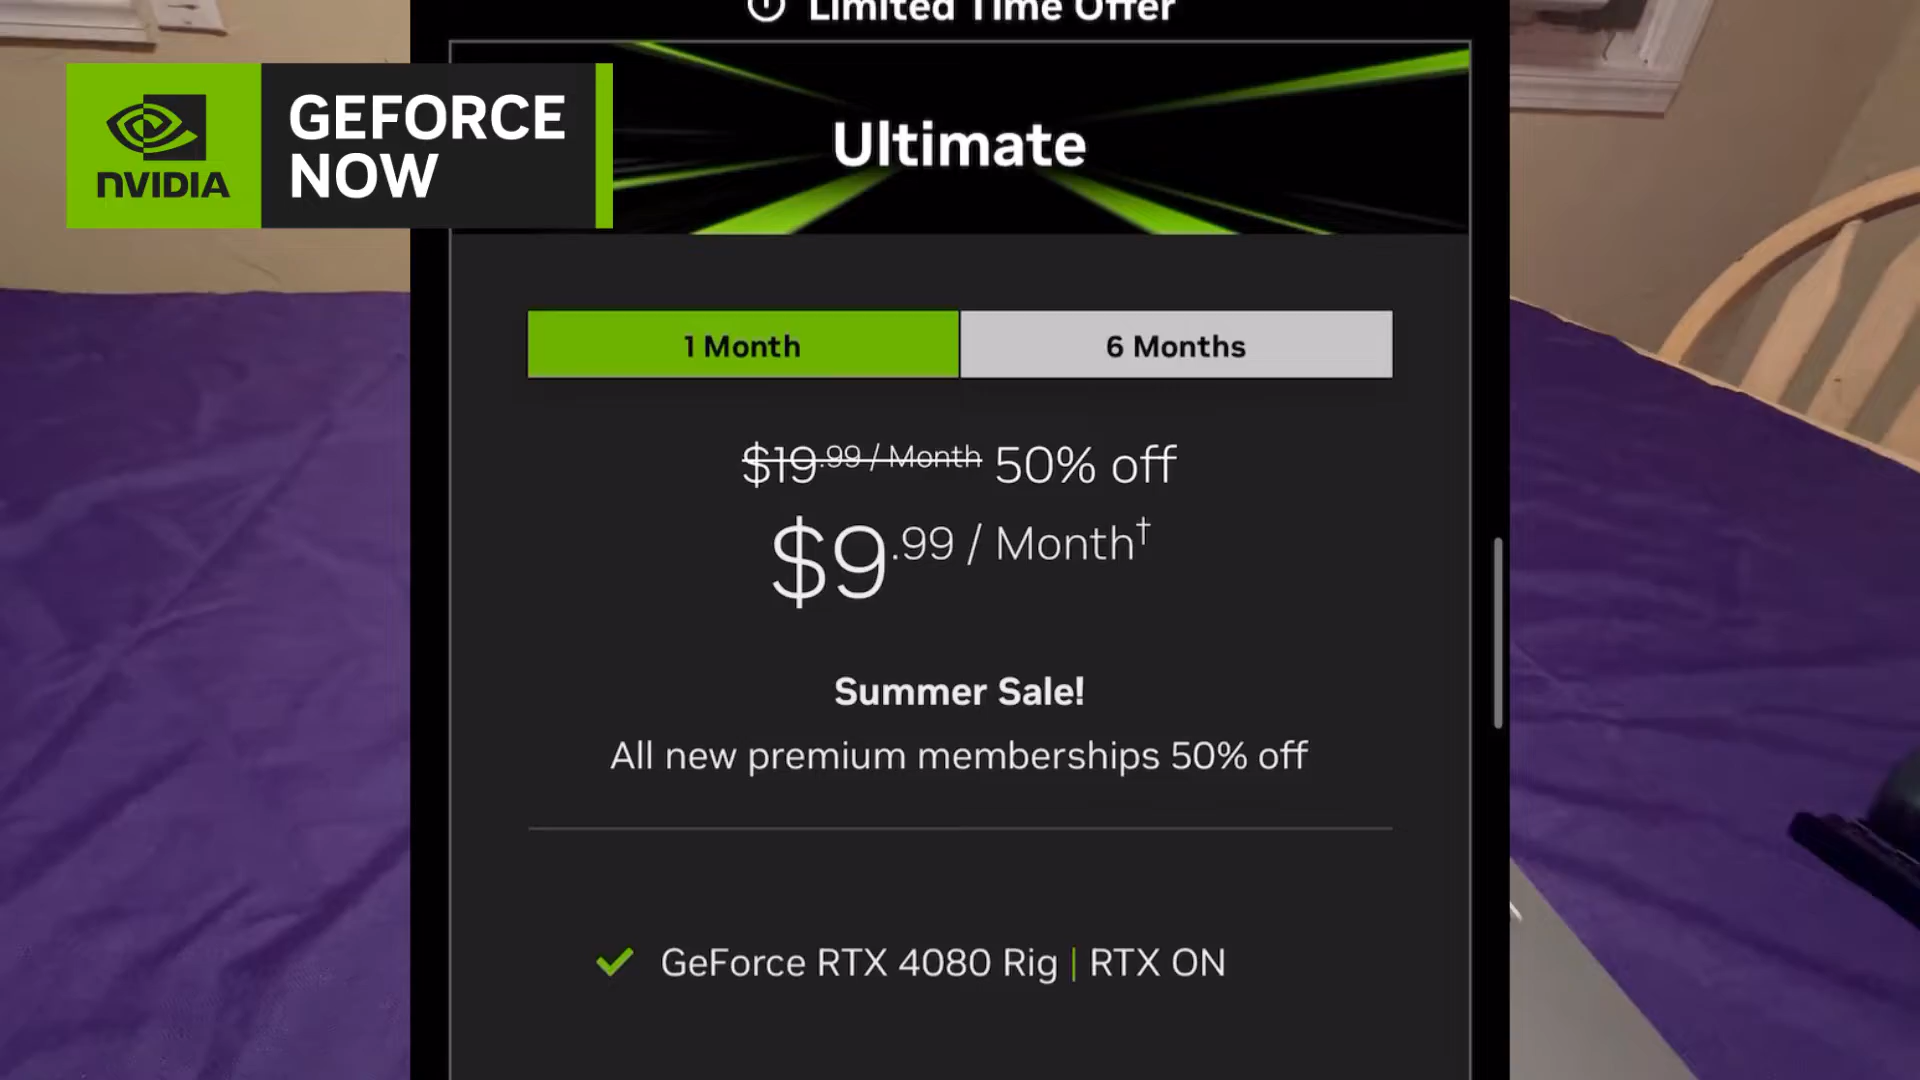 Limited Time Offer
NVIDIA
GEFORCE
NOW
Ultimate
1 Month
6 Months
$19.99 / Month 50% off
$9.99 / Month†
Summer Sale!
All new premium memberships 50% off
GeForce RTX 4080 Rig | RTX ON